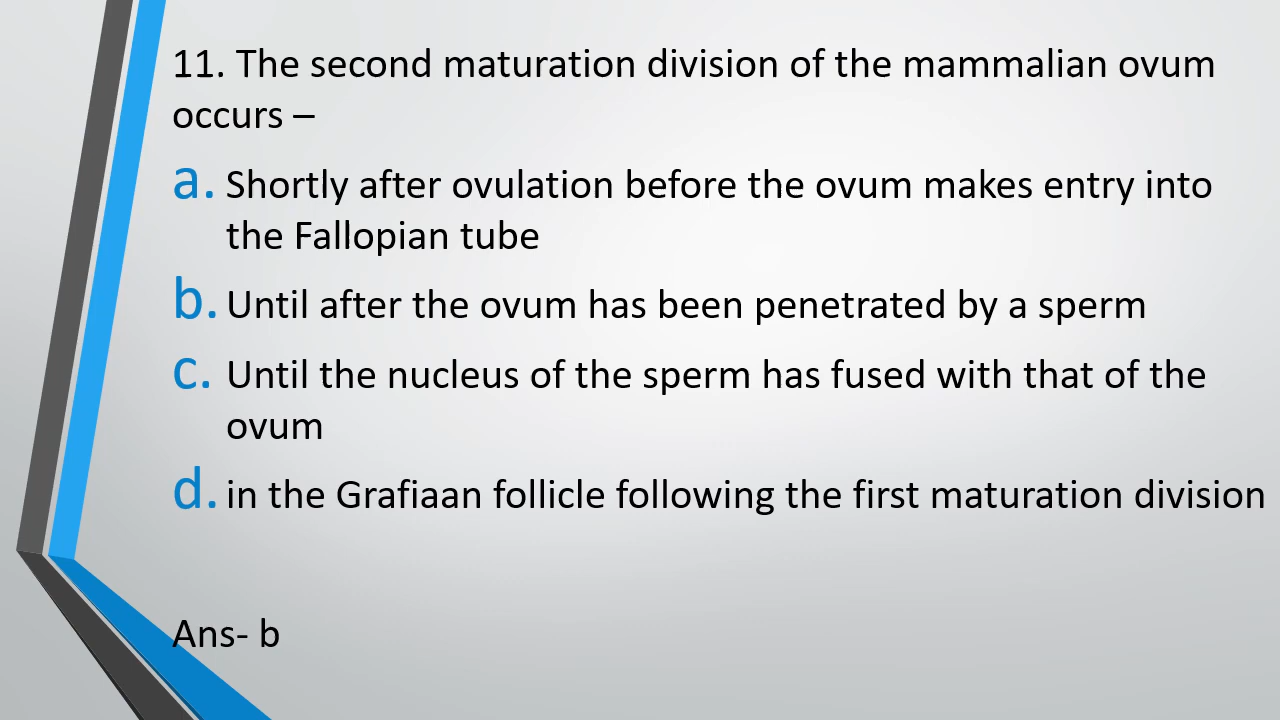 11. The second maturation division of the mammalian ovum
occurs –
a. Shortly after ovulation before the ovum makes entry into
the Fallopian tube
b. Until after the ovum has been penetrated by a sperm
c. Until the nucleus of the sperm has fused with that of the
ovum
d. in the Grafiaan follicle following the first maturation division
Ans- b